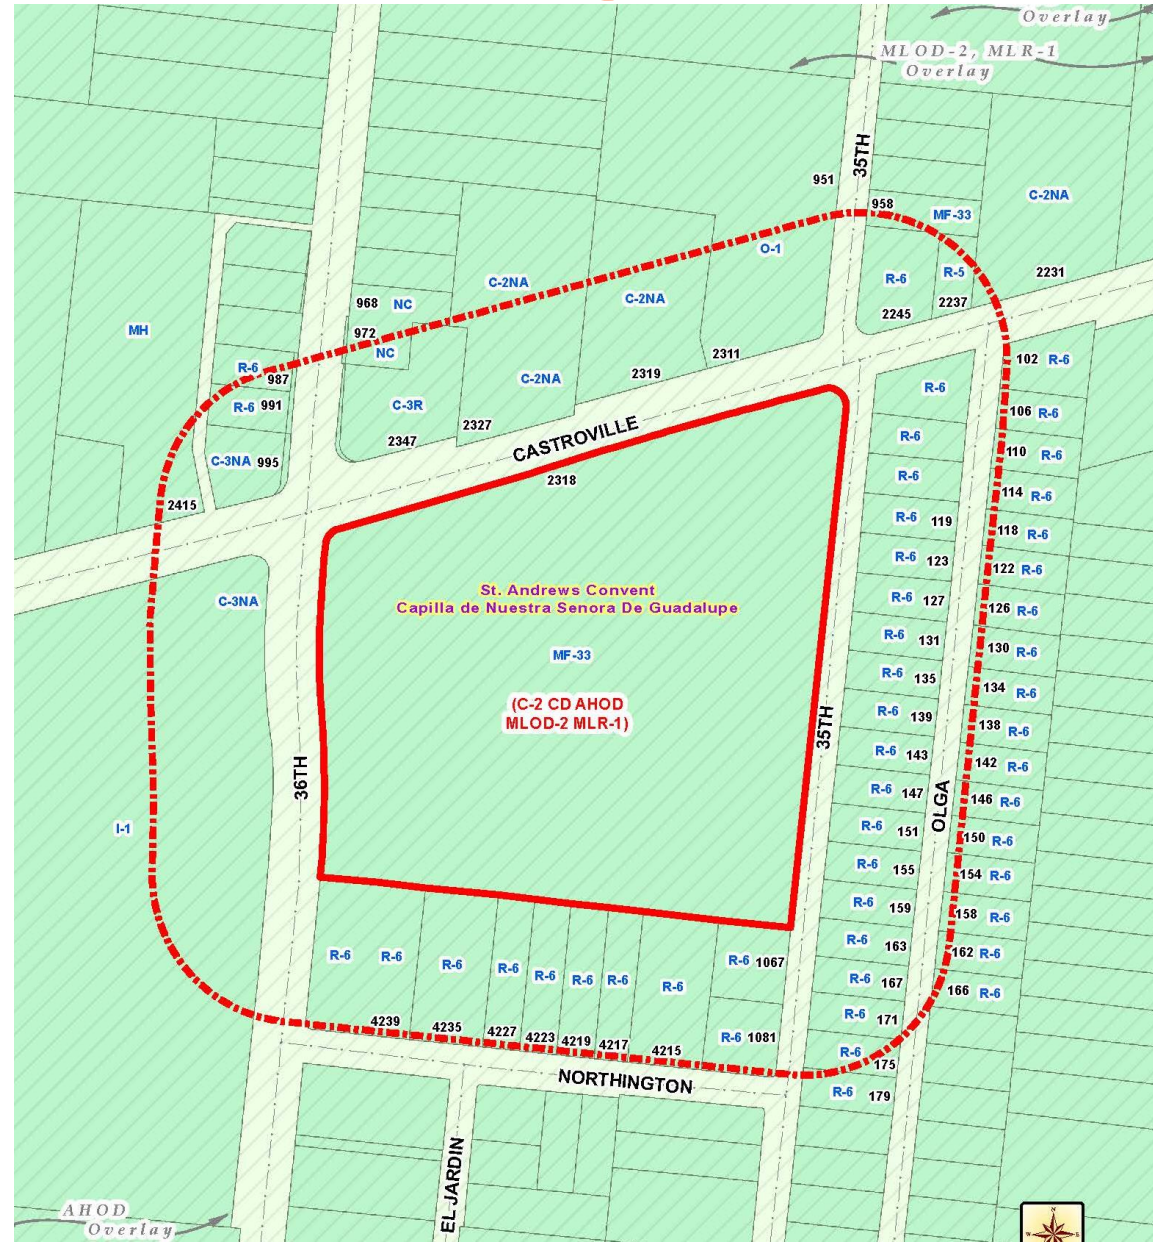 Overlay
MLOD-2, MLR-1
Overlay
35TH
951
958
MF-33
C-2NA
O-1
C-2NA
C-2NA
R-6
R-5
2231
2237
2245
968
NC
972
NC
MH
R-6
987
R-6
991
C-3NA
995
2415
C-3R
2347
2327
C-2NA
2319
2311
CASTROVILLE
2318
102
R-6
R-6
106
R-6
R-6
110
R-6
R-6
114
R-6
R-6
119
118
R-6
R-6
123
122
R-6
R-6
127
126
R-6
R-6
131
130
R-6
R-6
135
134
R-6
R-6
139
138
R-6
R-6
143
142
R-6
R-6
147
146
R-6
R-6
151
150
R-6
R-6
155
154
R-6
R-6
159
158
R-6
R-6
163
162
R-6
R-6
167
166
R-6
R-6
171
R-6
175
R-6
179
C-3NA
St. Andrews Convent
Capilla de Nuestra Senora De Guadalupe
MF-33
(C-2 CD AHOD
MLOD-2 MLR-1)
35TH
36TH
OLGA
I-1
R-6
R-6
R-6
R-6
R-6
R-6
R-6
R-6
R-6
1067
R-6
1081
4239
4235
4227
4223
4219
4217
4215
NORTHINGTON
EL JARDIN
AHOD
Overlay
N
W
E